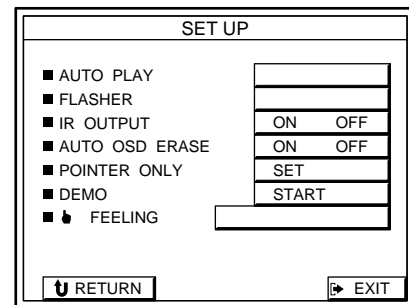 SET UP
AUTO PLAY
FLASHER
IR OUTPUT ON OFF
AUTO OSD ERASE ON OFF
POINTER ONLY SET
DEMO START
FEELING
RETURN EXIT